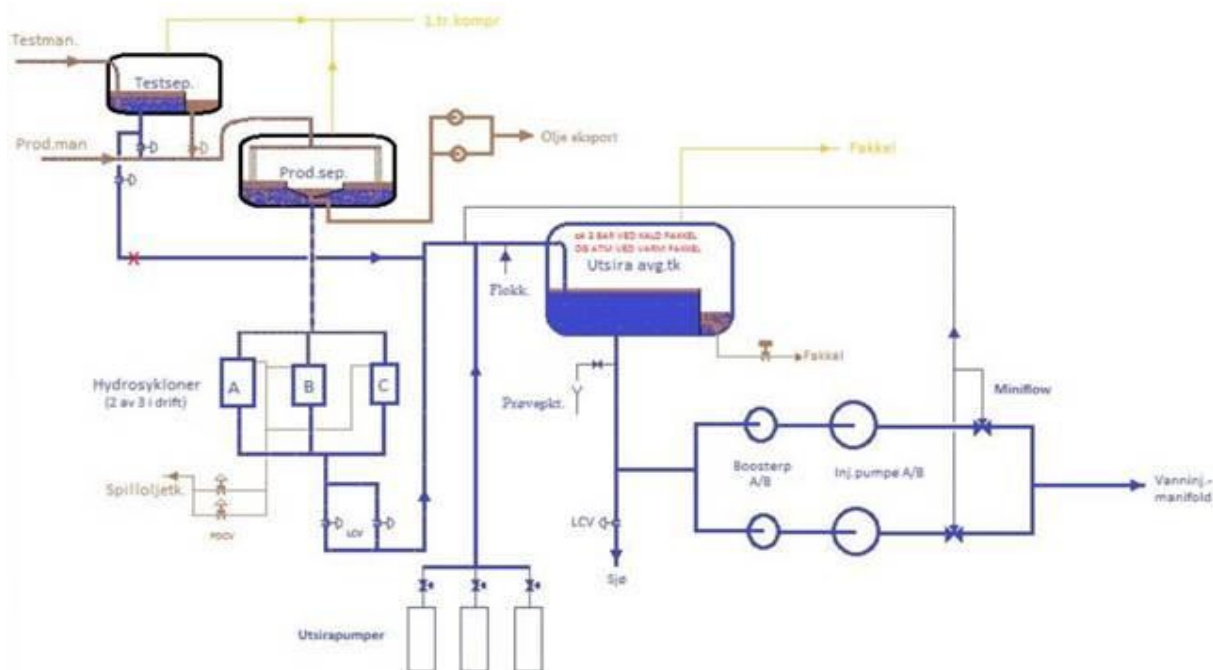 1.tr.kompr
Testman.
Testsep.
Prod.man
Prod.sep.
Olje eksport
Fakkel
ca 3 BAR VED KALD FAKKEL
OG ATM VED VARM FAKKEL
Utsira avg.tk
Flokk.
Fakkel
Hydrosykloner
(2 av 3 i drift)
A
B
C
Prøvepkt.
Miniflow
Boosterp
A/B
Inj.pumpe A/B
Vanninj.-
manifold
Spilloljetk.
PDCV
LCV
LCV
Sjø
Utsirapumper